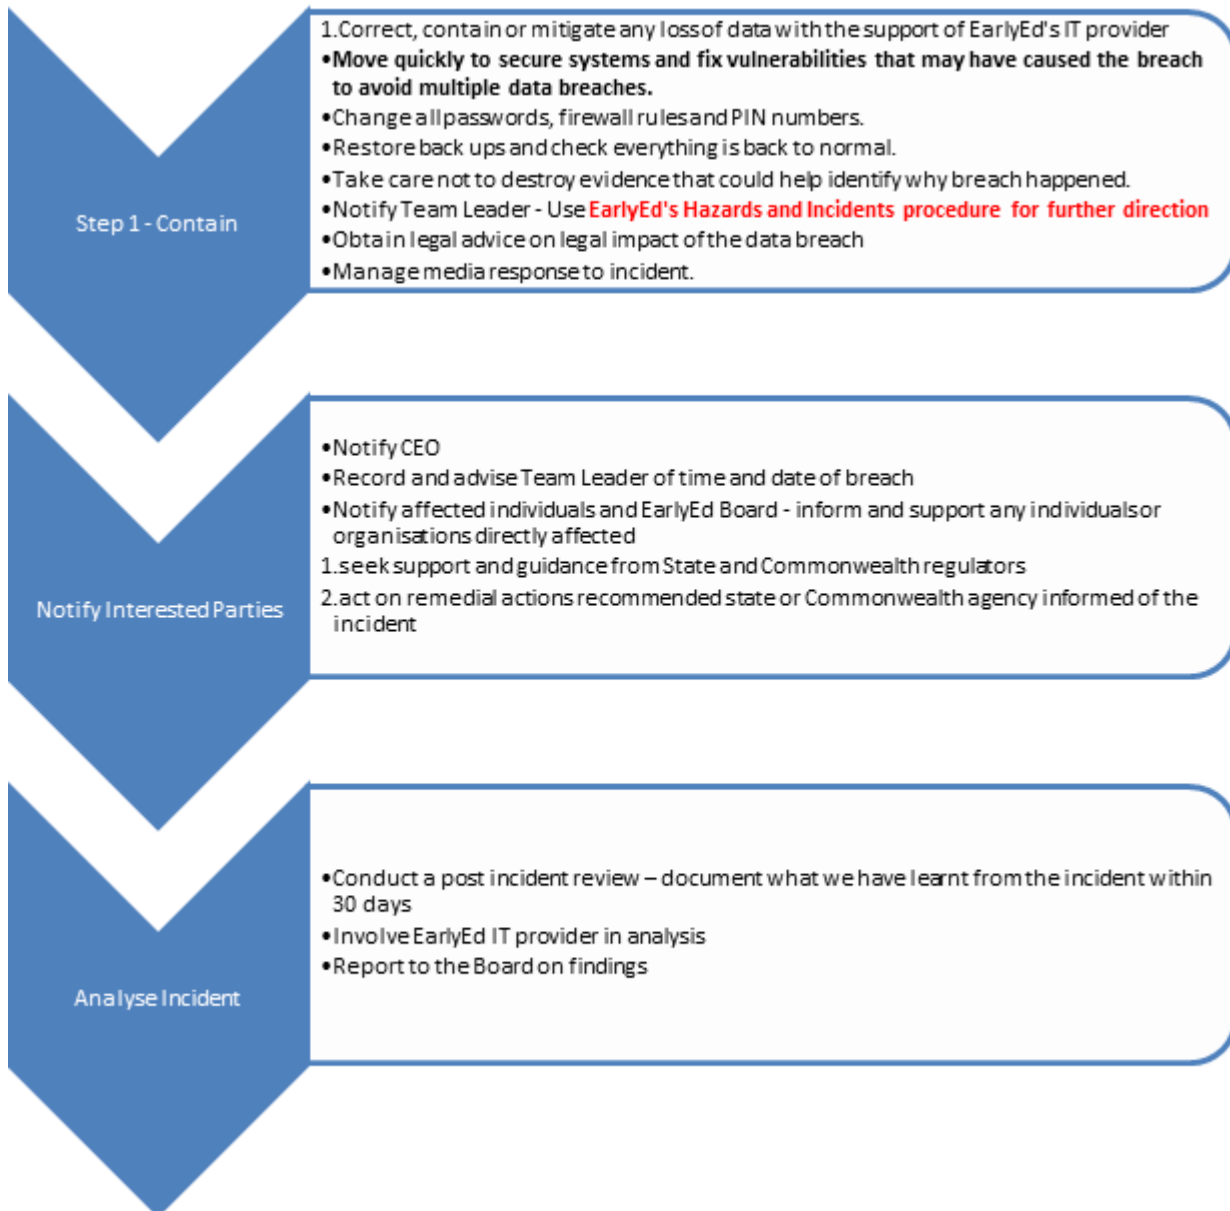 Step 1 - Contain
1.Correct, contain or mitigate any loss of data with the support of EarlyEd's IT provider
•Move quickly to secure systems and fix vulnerabilities that may have caused the breach
to avoid multiple data breaches.
•Change all passwords, firewall rules and PIN numbers.
•Restore back ups and check everything is back to normal.
•Take care not to destroy evidence that could help identify why breach happened.
•Notify Team Leader - Use EarlyEd's Hazards and Incidents procedure for further direction
•Obtain legal advice on legal impact of the data breach
•Manage media response to incident.
Notify Interested Parties
•Notify CEO
•Record and advise Team Leader of time and date of breach
•Notify affected individuals and EarlyEd Board - inform and support any individuals or
organisations directly affected
1.seek support and guidance from State and Commonwealth regulators
2.act on remedial actions recommended state or Commonwealth agency informed of the
incident
Analyse Incident
•Conduct a post incident review – document what we have learnt from the incident within
30 days
•Involve EarlyEd IT provider in analysis
•Report to the Board on findings